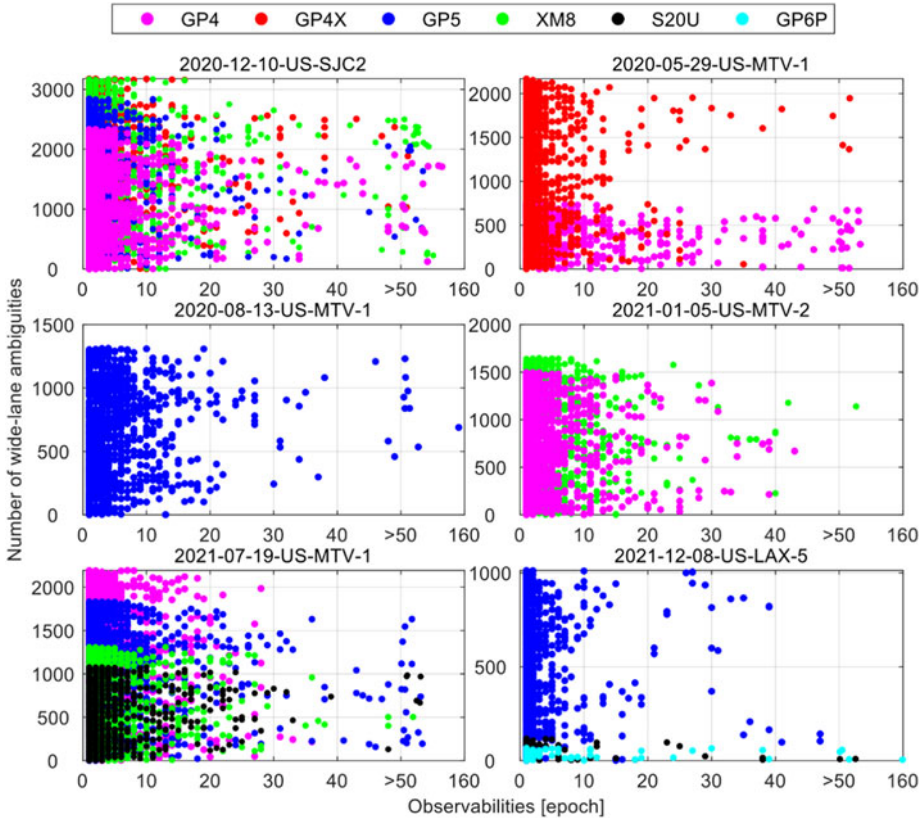 GP4 GP4X GP5 XM8 S20U GP6P
2020-12-10-US-SJC2
3000
2000
1000
0
0 10 20 30 40 >50 160
2020-05-29-US-MTV-1
2000
1500
1000
500
0
0 10 20 30 40 >50 160
Number of wide-lane ambiguities
2020-08-13-US-MTV-1
1500
1000
500
0
0 10 20 30 40 >50 160
2021-01-05-US-MTV-2
2000
1500
1000
500
0
0 10 20 30 40 >50 160
2021-07-19-US-MTV-1
2000
1500
1000
500
0
0 10 20 30 40 >50 160
2021-12-08-US-LAX-5
1000
500
0
0 10 20 30 40 >50 160
Observabilities [epoch]